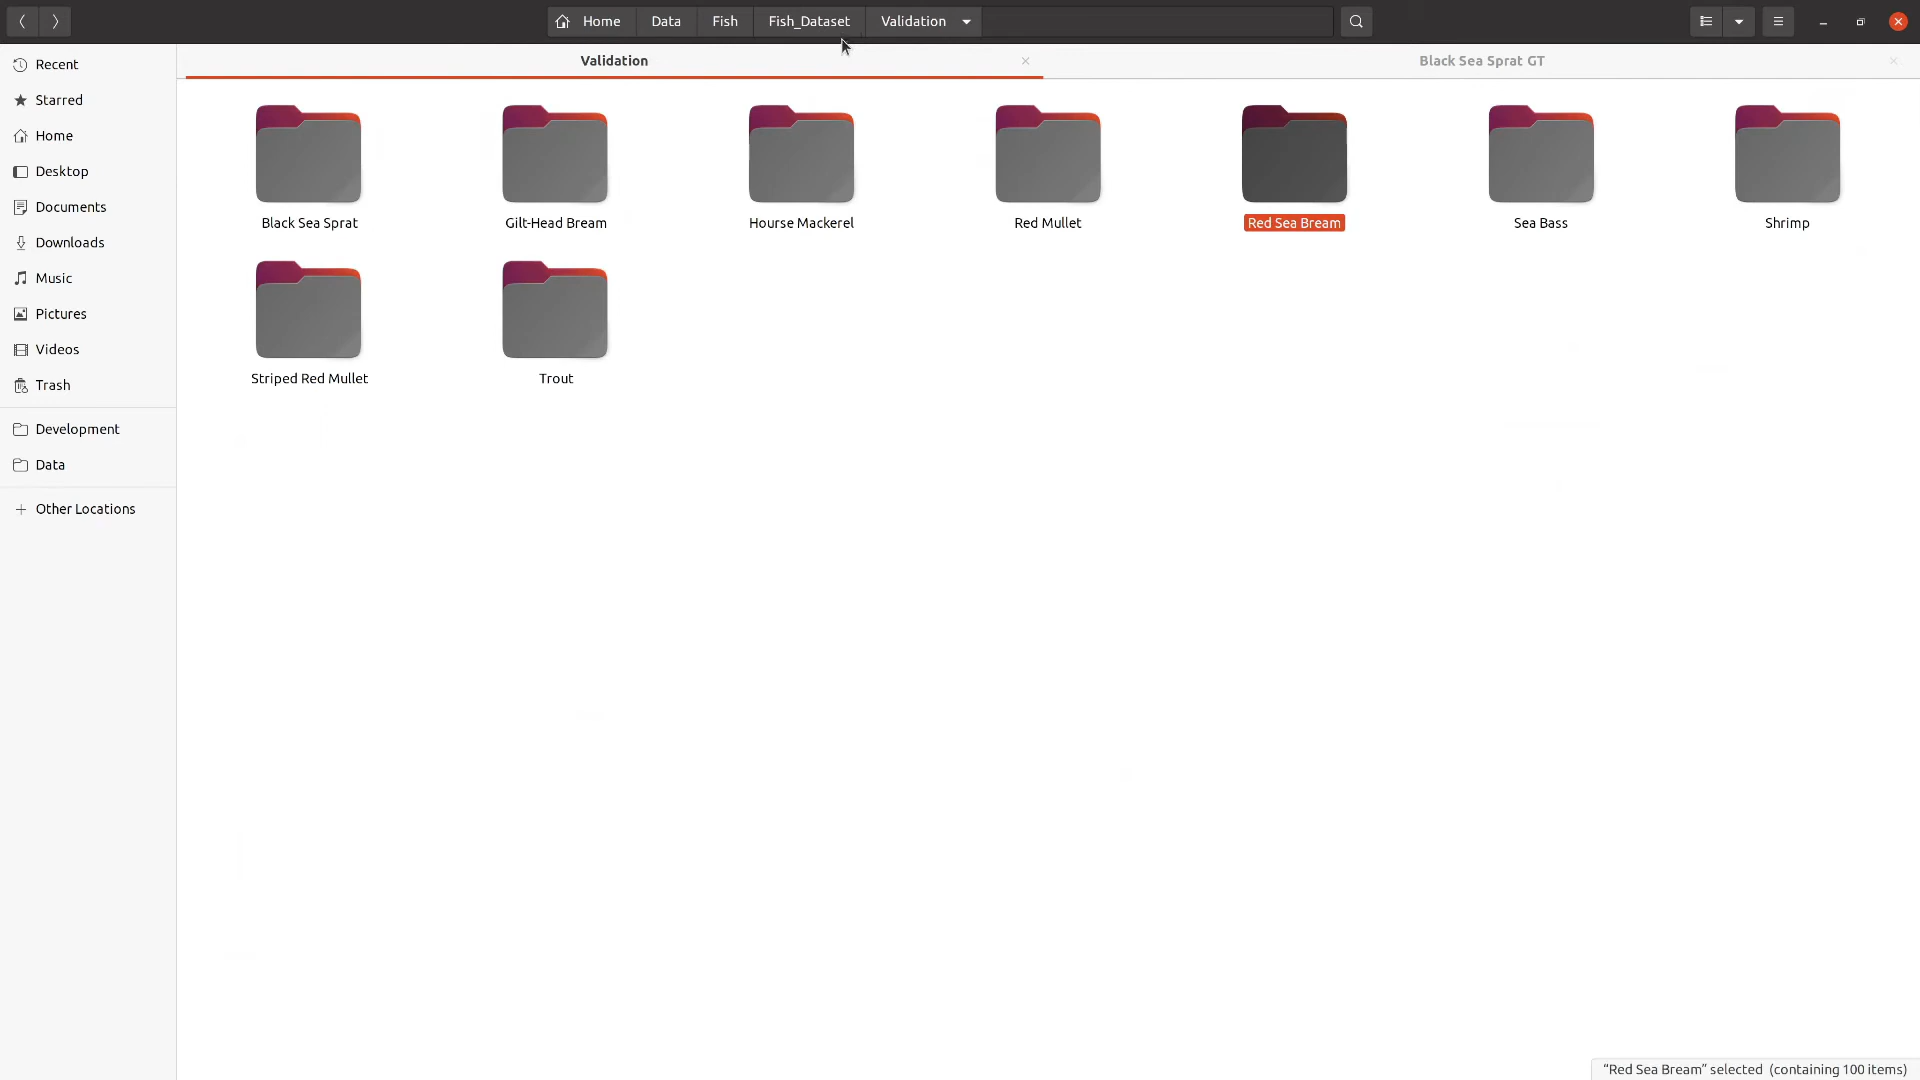 Home Data Fish Fish_Dataset Validation
Validation Black Sea Sprat GT
Recent
Starred
Home
Desktop
Documents
Downloads
Music
Pictures
Videos
Trash
Development
Data
Other Locations
Black Sea Sprat Gilt-Head Bream Hourse Mackerel Red Mullet Red Sea Bream Sea Bass Shrimp
Striped Red Mullet Trout
“Red Sea Bream” selected (containing 100 items)